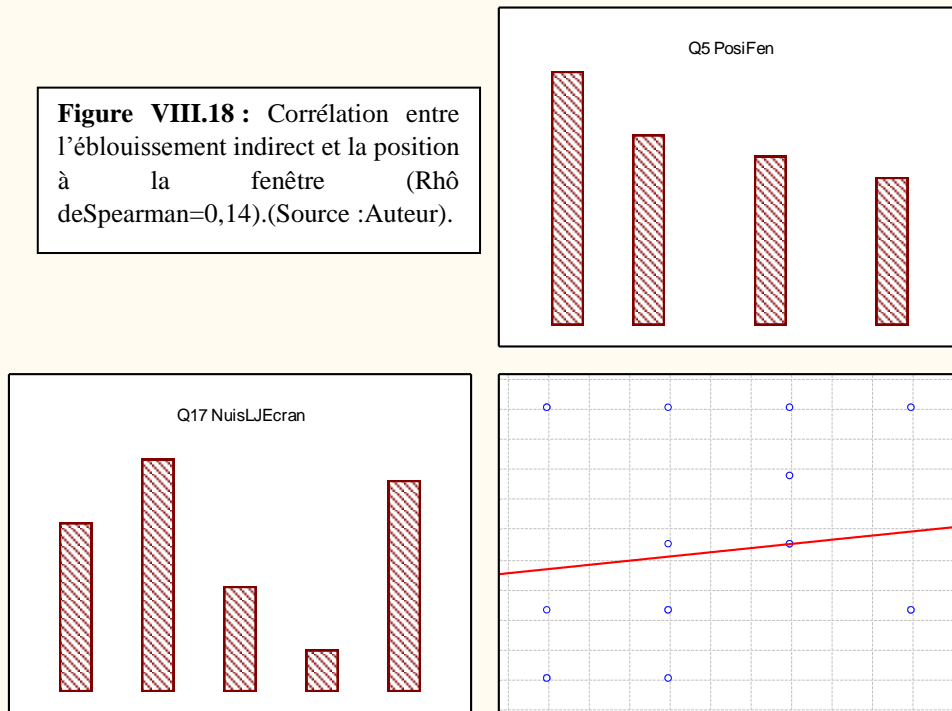 Q5 PosiFen
Figure VIII.18 : Corrélation entre
l’éblouissement indirect et la position
à la fenêtre (Rhô
deSpearman=0,14).(Source :Auteur).
Q17 NuisLJEcran